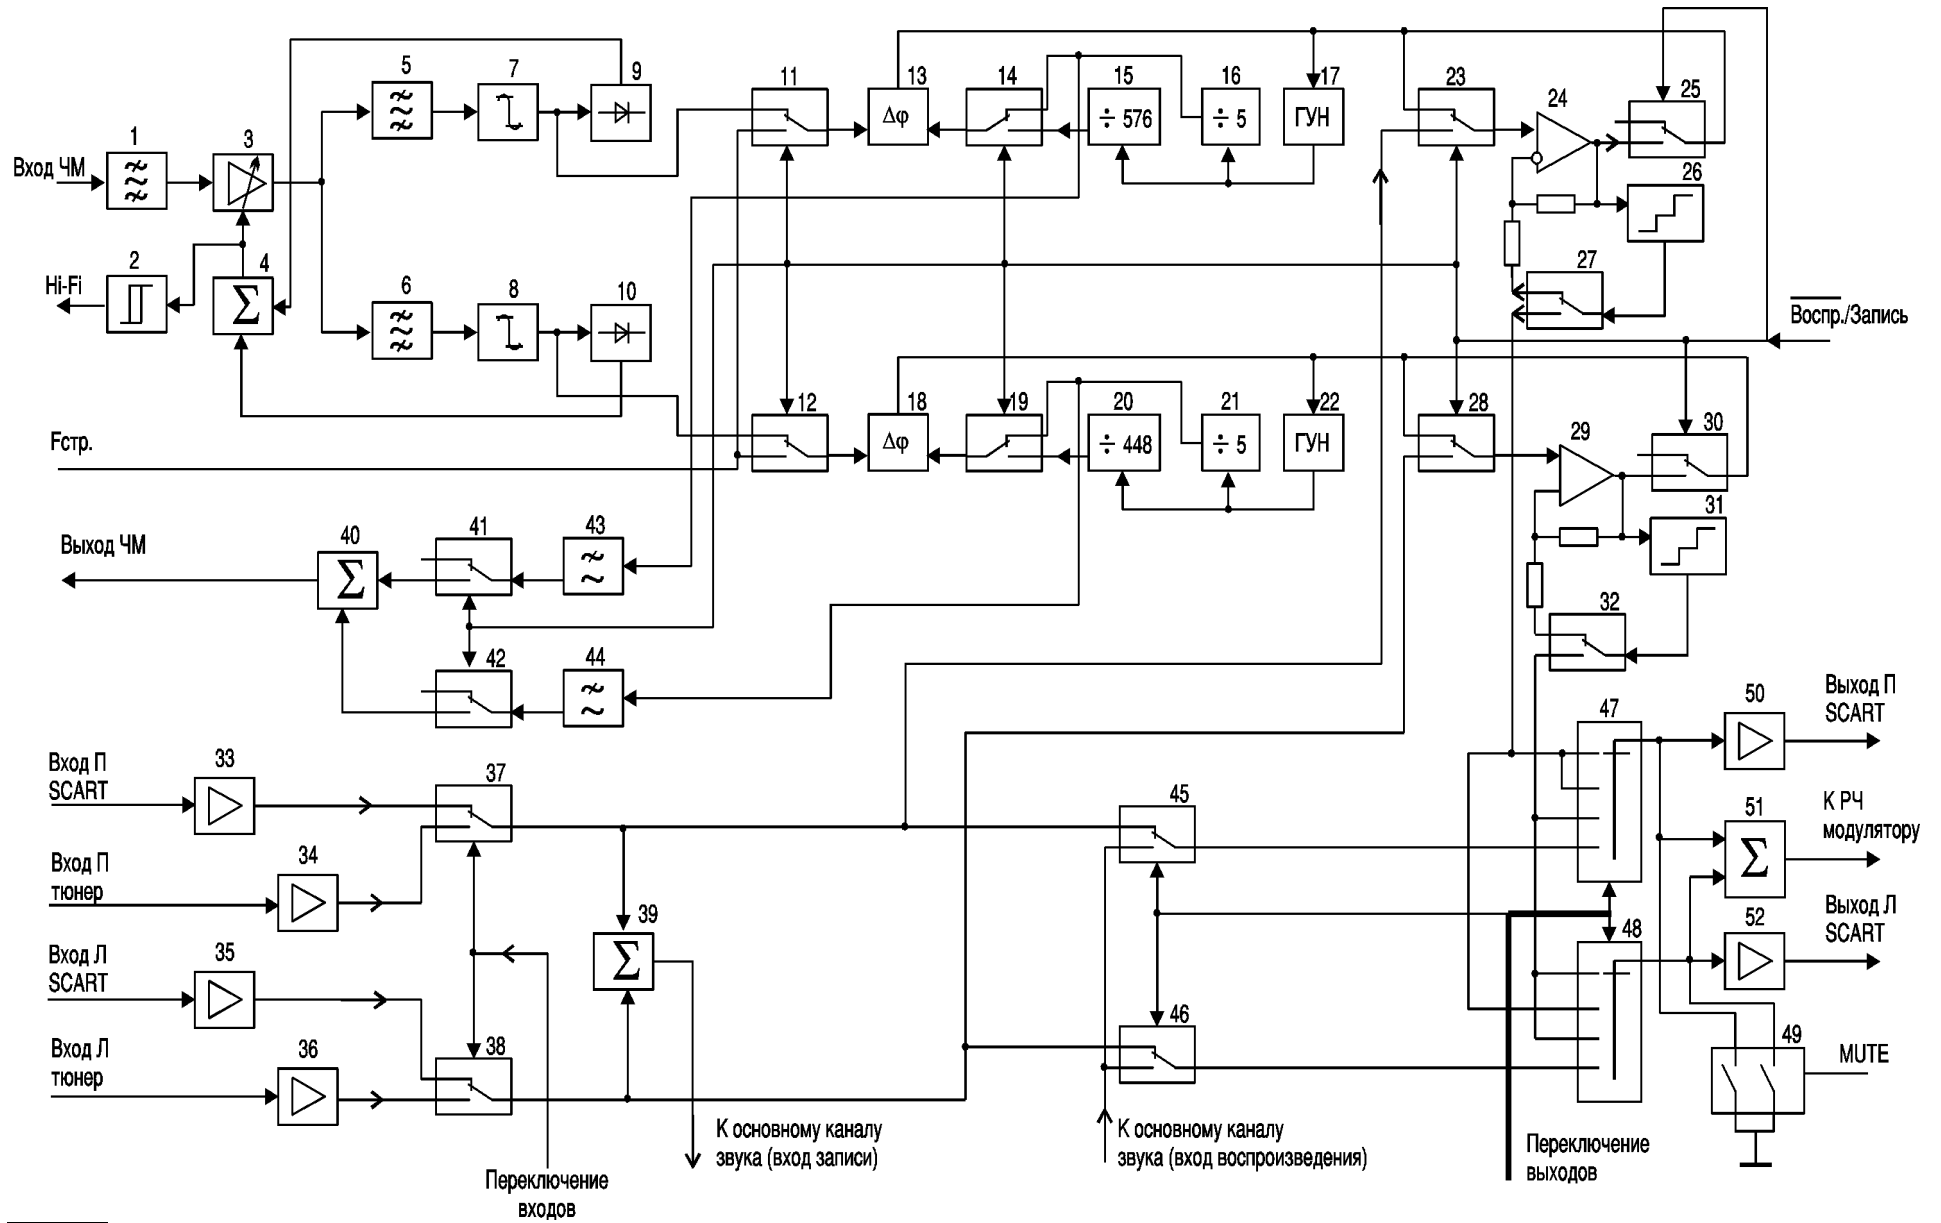 1
3
5
7
9
11
13
14
15
16
17
23
24
25
Вход ЧМ
Δφ
÷ 576
÷ 5
ГУН
26
2
4
6
8
10
27
Hi-Fi
Σ
Воспр./Запись
12
18
19
20
21
22
28
29
30
Fстр.
Δφ
÷ 448
÷ 5
ГУН
31
Выход ЧМ
40
41
43
Σ
32
42
44
Вход П
SCART
33
37
45
47
50
Выход П
SCART
Вход П
тюнер
34
51
Σ
К РЧ
модулятору
39
Σ
Вход Л
SCART
35
48
52
Выход Л
SCART
Вход Л
тюнер
36
38
46
49
MUTE
К основному каналу
звука (вход записи)
К основному каналу
звука (вход воспроизведения)
Переключение
выходов
Переключение
входов